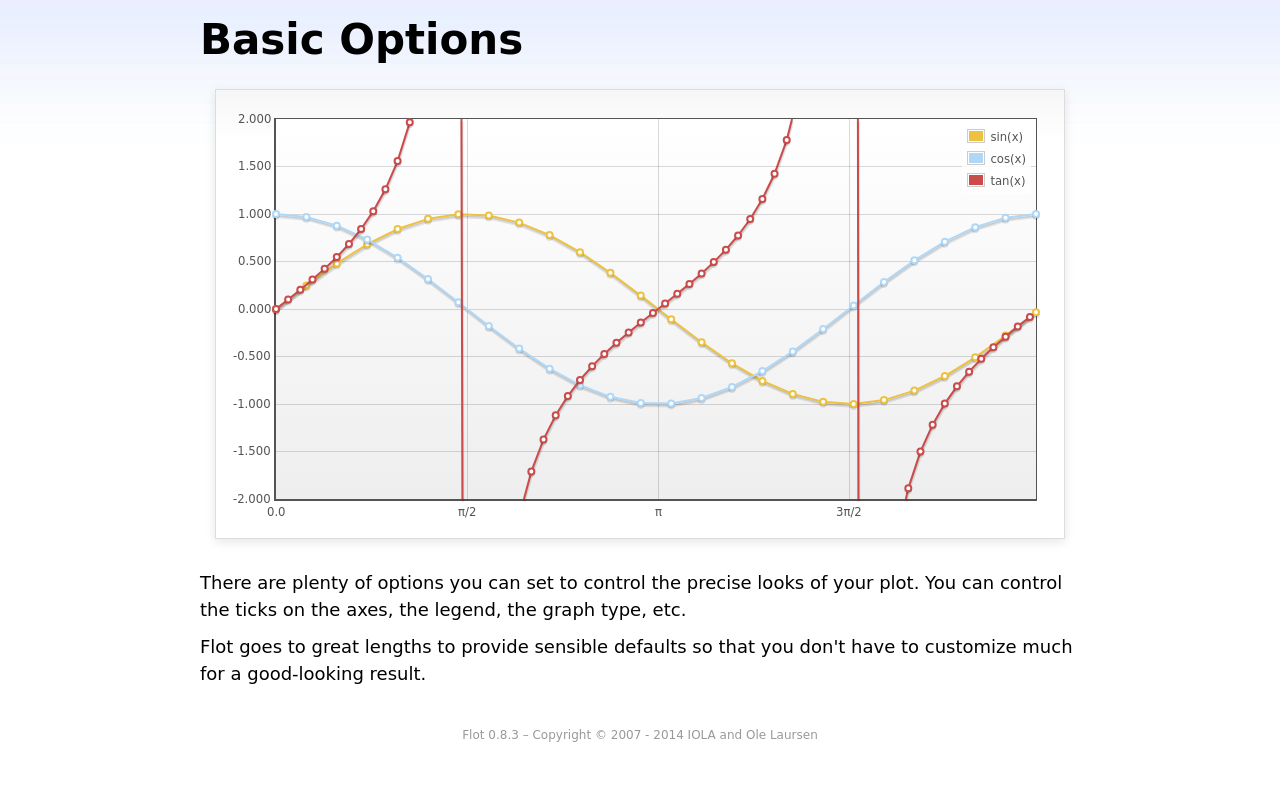 Basic Options
2.000
1.500
1.000
0.500
0.000
-0.500
-1.000
-1.500
-2.000
0.0
π/2
π
3π/2
sin(x)
cos(x)
tan(x)
There are plenty of options you can set to control the precise looks of your plot. You can control
the ticks on the axes, the legend, the graph type, etc.
Flot goes to great lengths to provide sensible defaults so that you don't have to customize much
for a good-looking result.
Flot 0.8.3 – Copyright © 2007 - 2014 IOLA and Ole Laursen